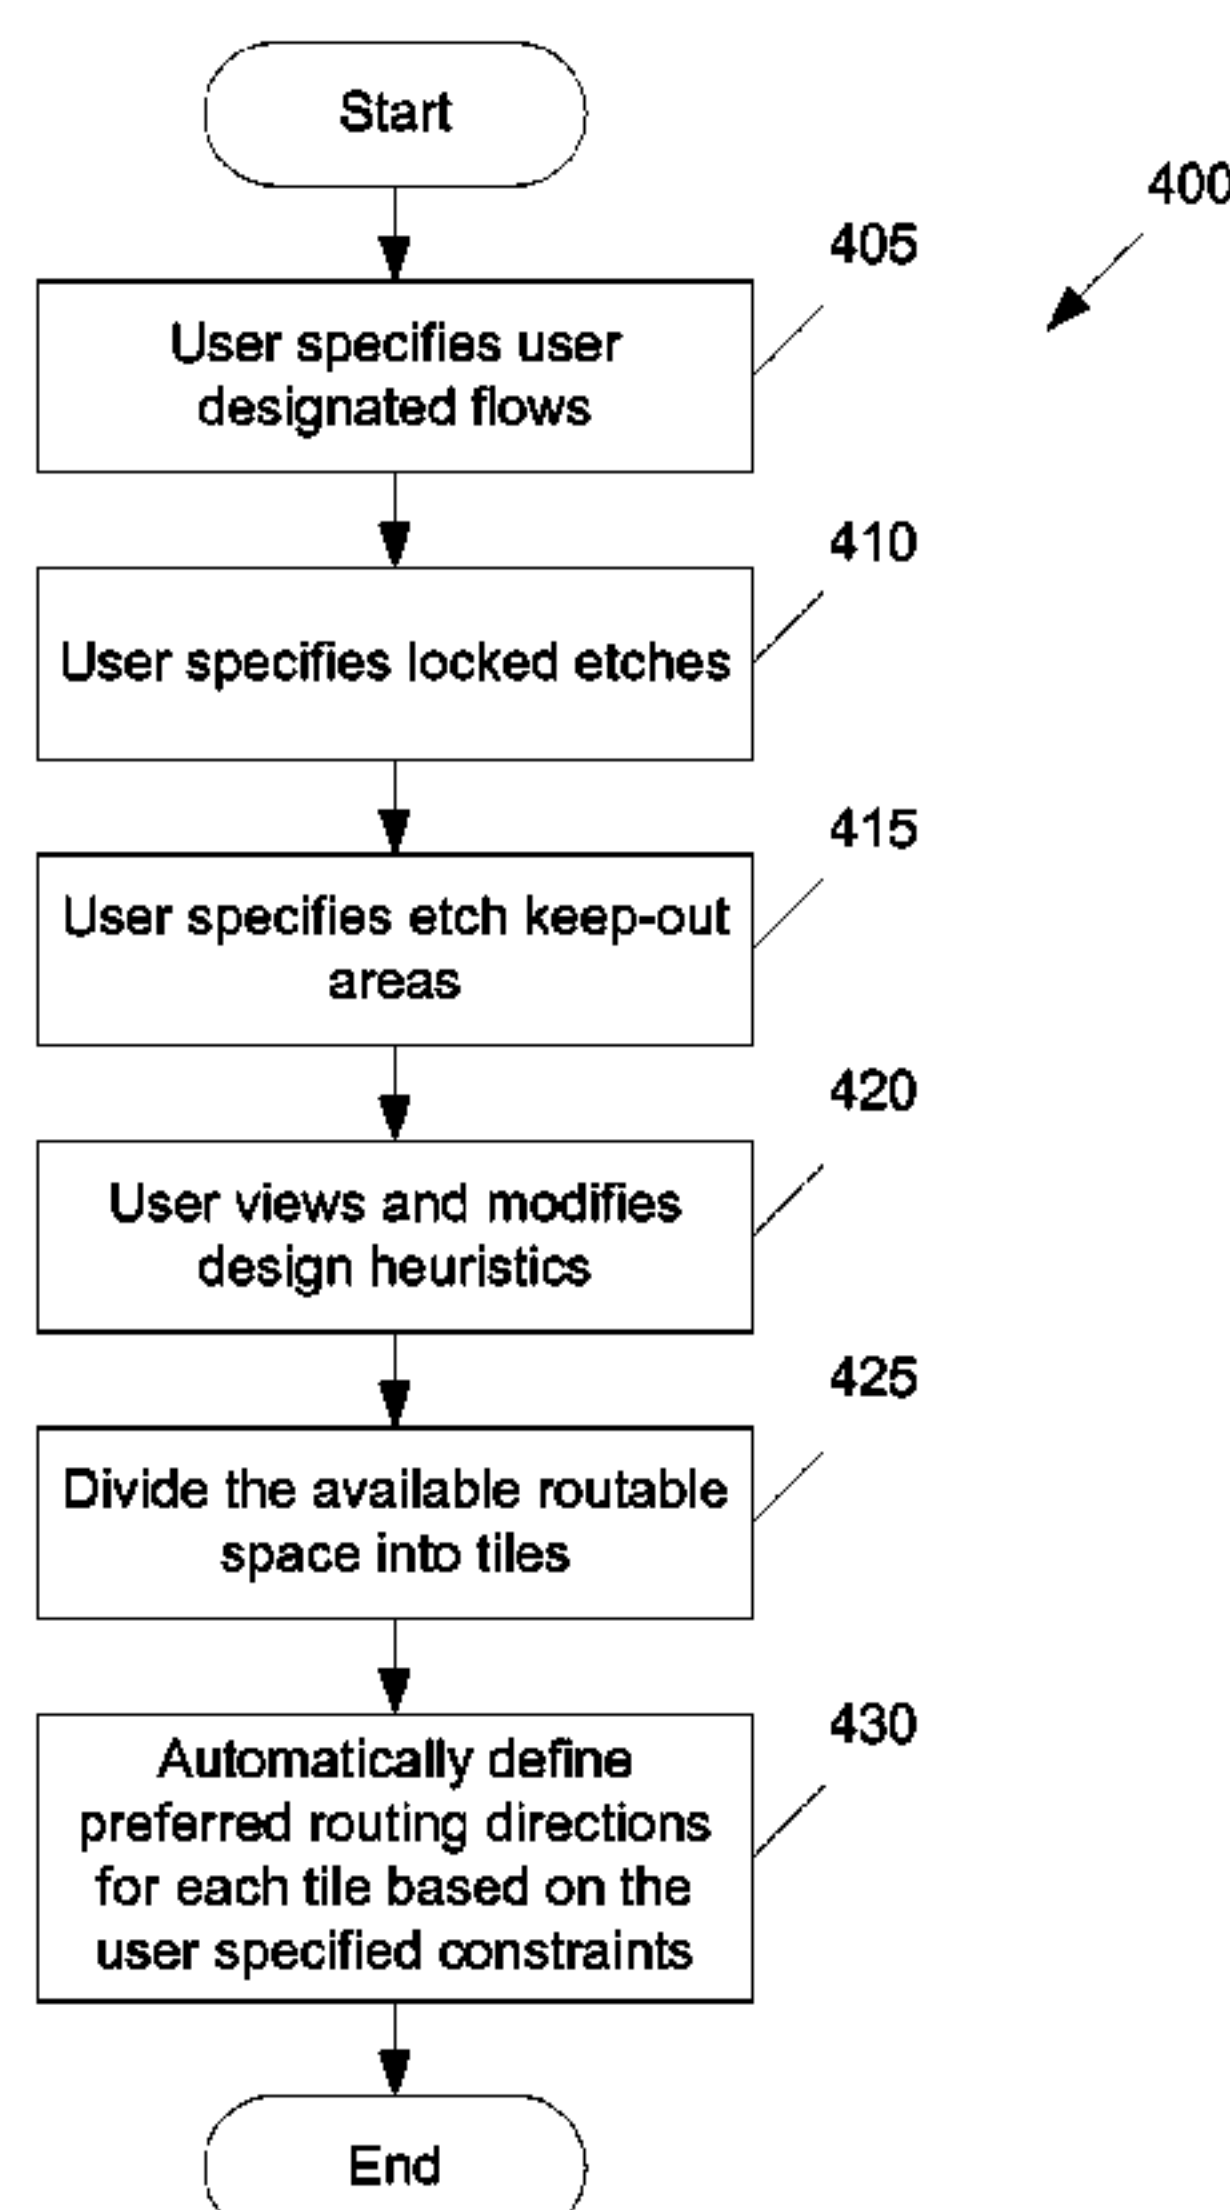 Start
400
405
User specifies user
designated flows
410
User specifies locked etches
415
User specifies etch keep-out
areas
420
User views and modifies
design heuristics
425
Divide the available routable
space into tiles
430
Automatically define
preferred routing directions
for each tile based on the
user specified constraints
End